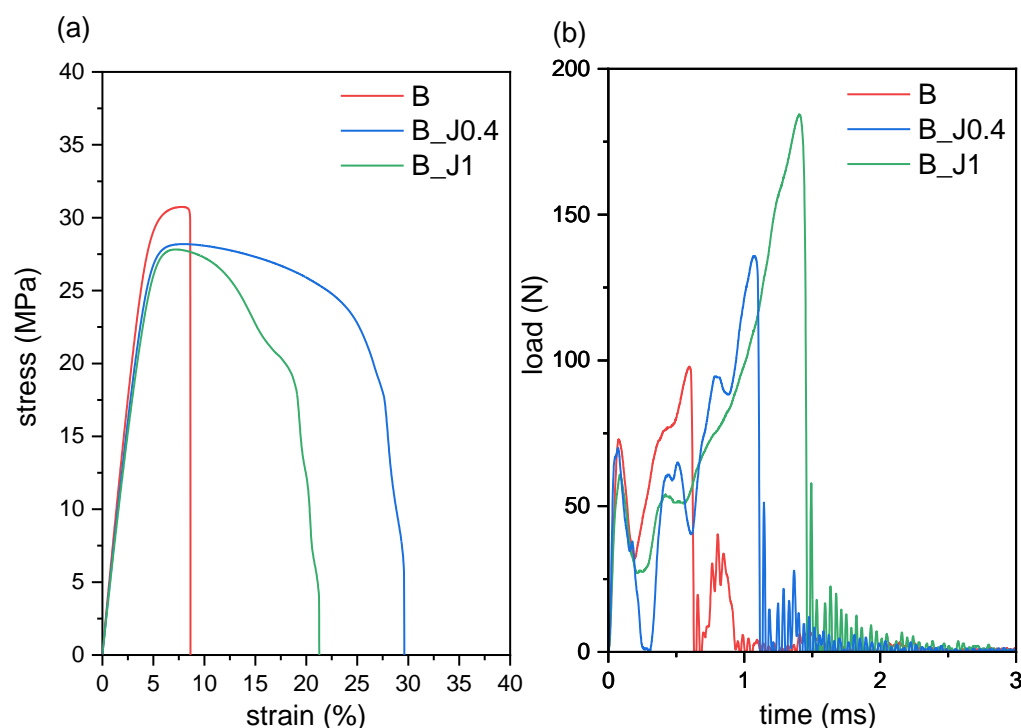 (a)
40
35
30
25
20
15
10
5
0
stress (MPa)
0 5 10 15 20 25 30 35 40
strain (%)
B
B_J0.4
B_J1
(b)
200
150
100
50
0
load (N)
0 1 2 3
time (ms)
B
B_J0.4
B_J1